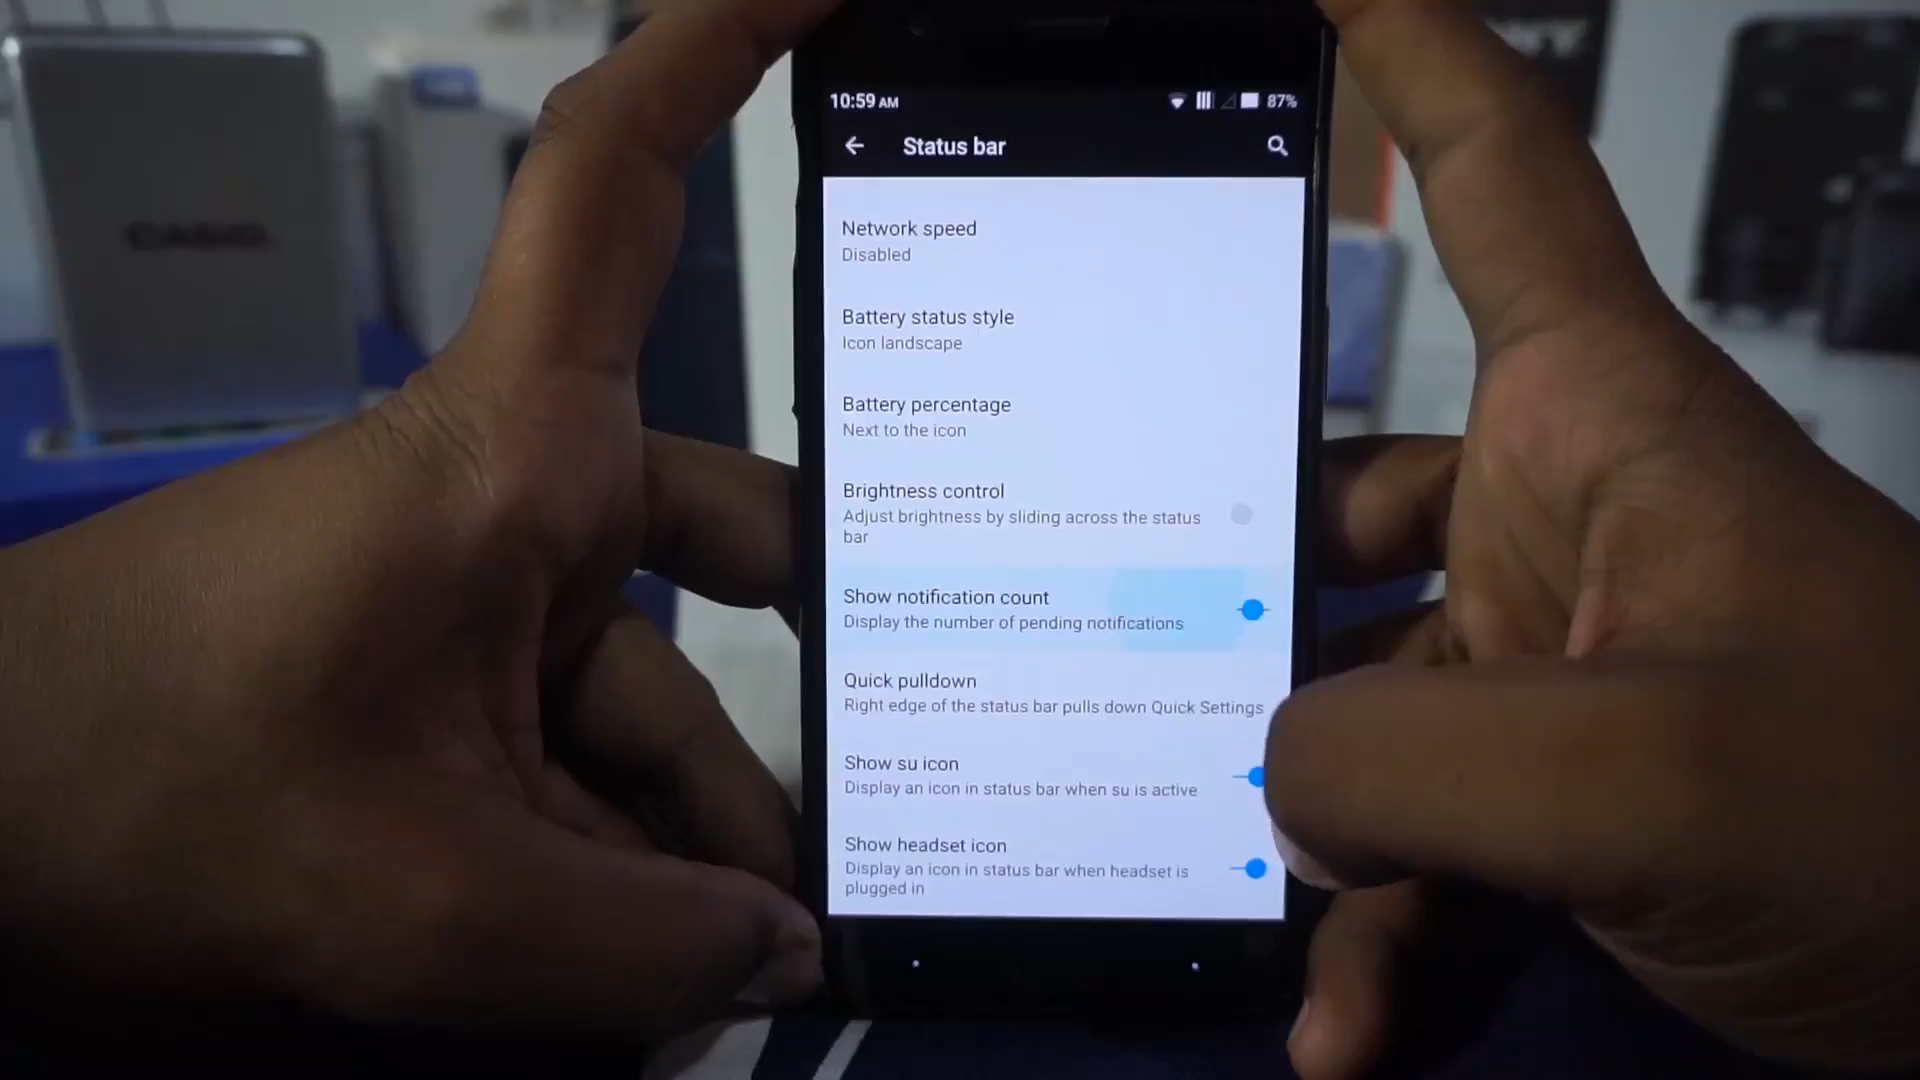 10:59 AM
87%
Status bar
CASIO
Network speed
Disabled
Battery status style
Icon landscape
Battery percentage
Next to the icon
Brightness control
Adjust brightness by sliding across the status
bar
Show notification count
Display the number of pending notifications
Quick pulldown
Right edge of the status bar pulls down Quick Settings
Show su icon
Display an icon in status bar when su is active
Show headset icon
Display an icon in status bar when headset is
plugged in